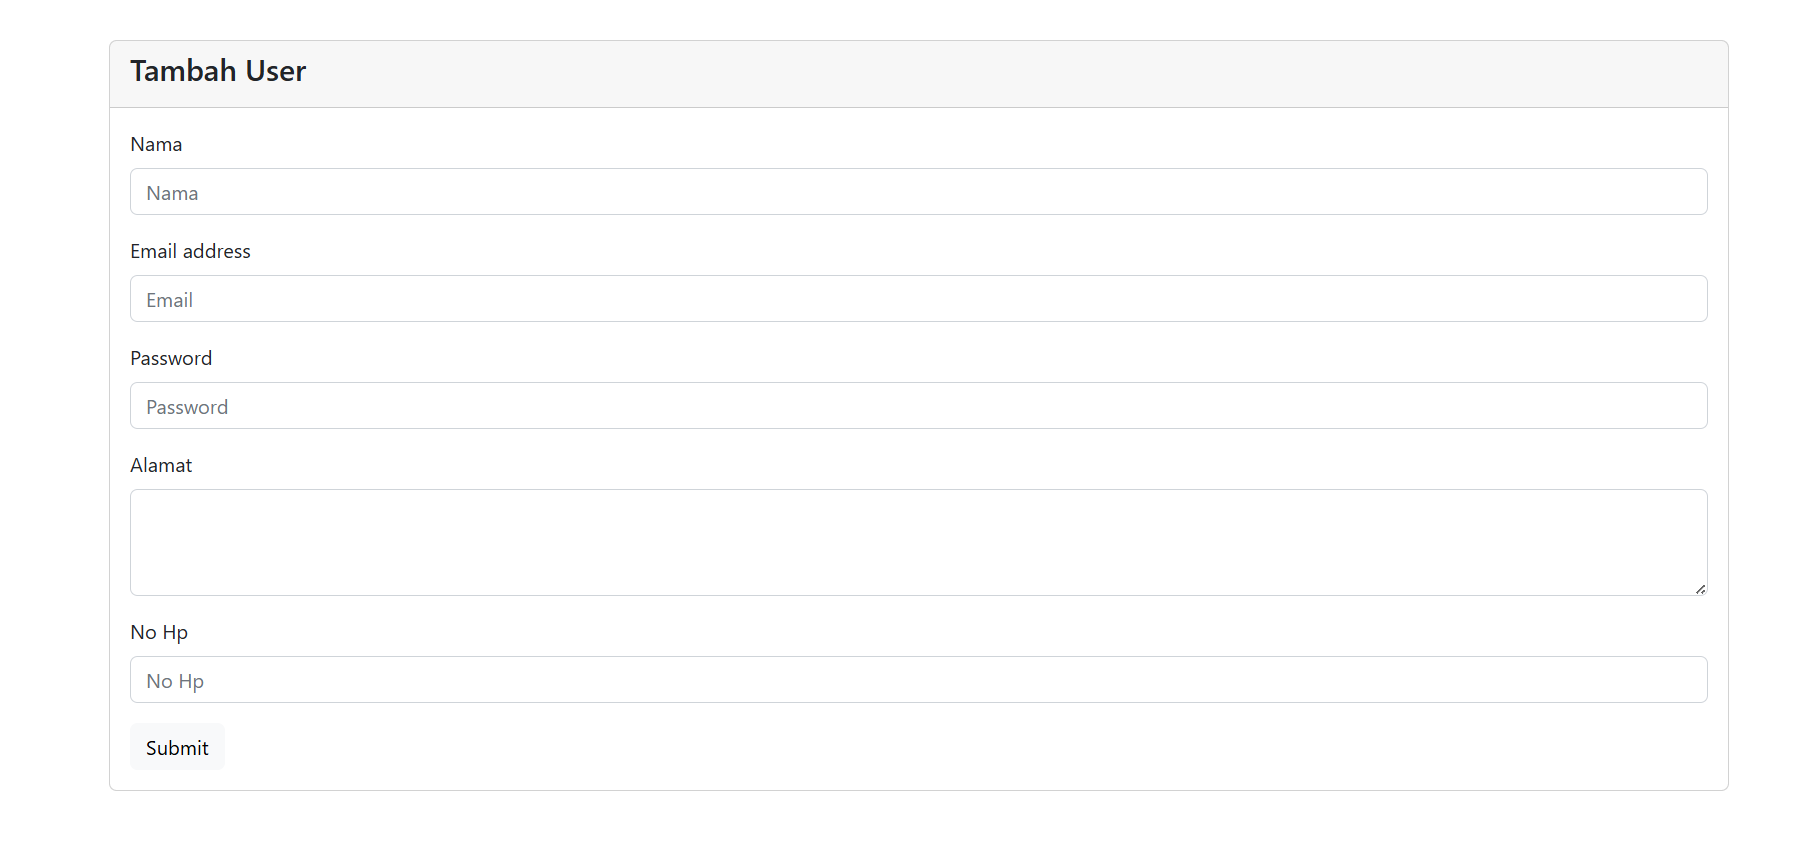 Tambah User
Nama
Nama
Email address
Email
Password
Password
Alamat
No Hp
No Hp
Submit